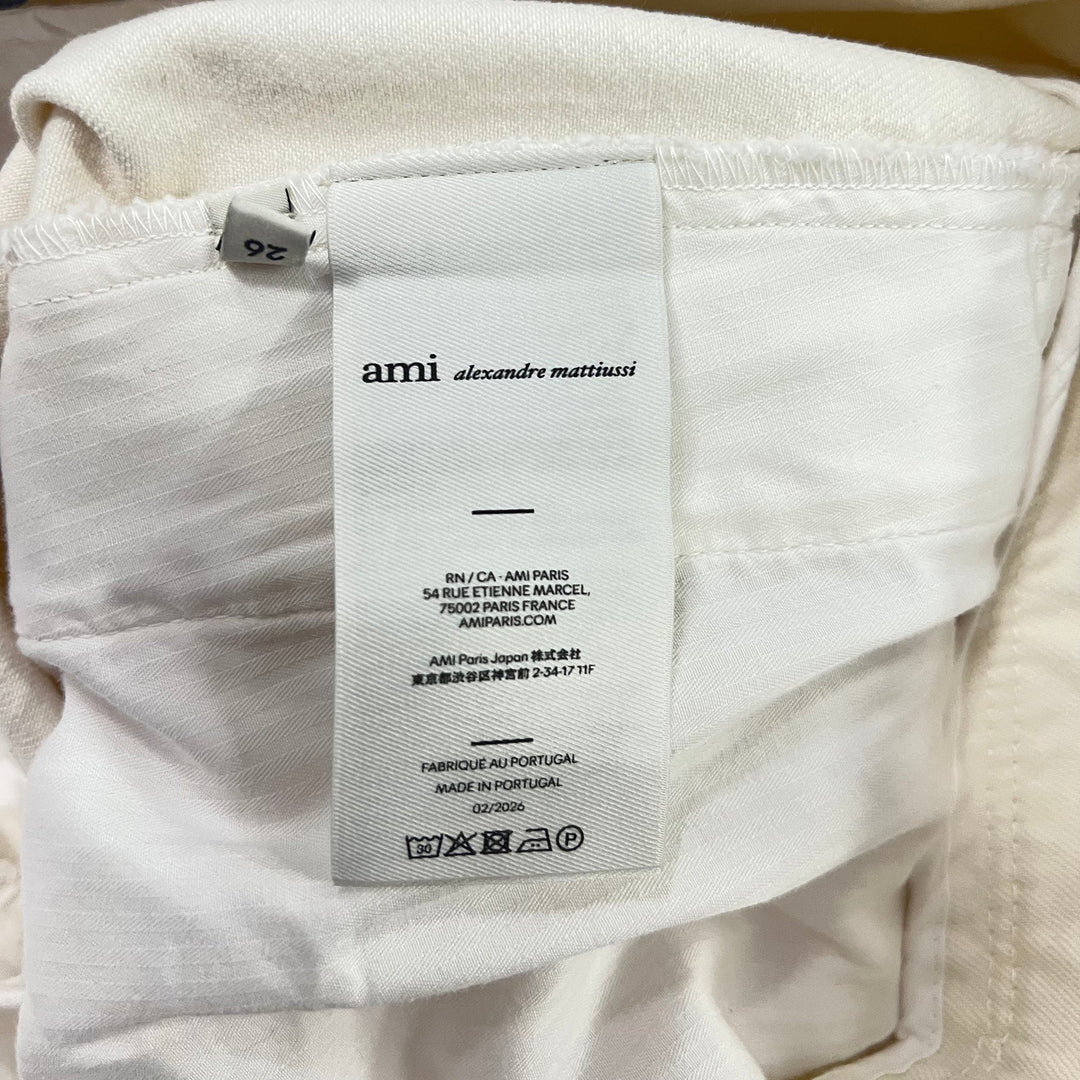 26
ami alexandre mattiussi
RN / CA - AMI PARIS
54 RUE ETIENNE MARCEL,
75002 PARIS FRANCE
AMIPARIS.COM
AMI Paris Japan 株式会社
東京都渋谷区神宮前 2-34-17 11F
FABRIQUÉ AU PORTUGAL
MADE IN PORTUGAL
02/2026
30 P